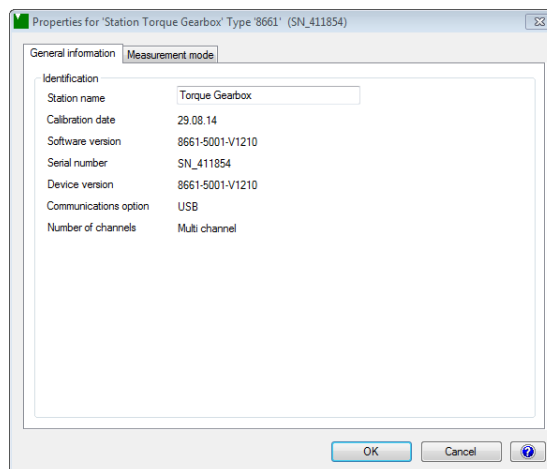 Properties for 'Station Torque Gearbox' Type '8661' (SN_411854)
General information Measurement mode
Identification
Station name Torque Gearbox
Calibration date 29.08.14
Software version 8661-5001-V1210
Serial number SN_411854
Device version 8661-5001-V1210
Communications option USB
Number of channels Multi channel
OK Cancel ?